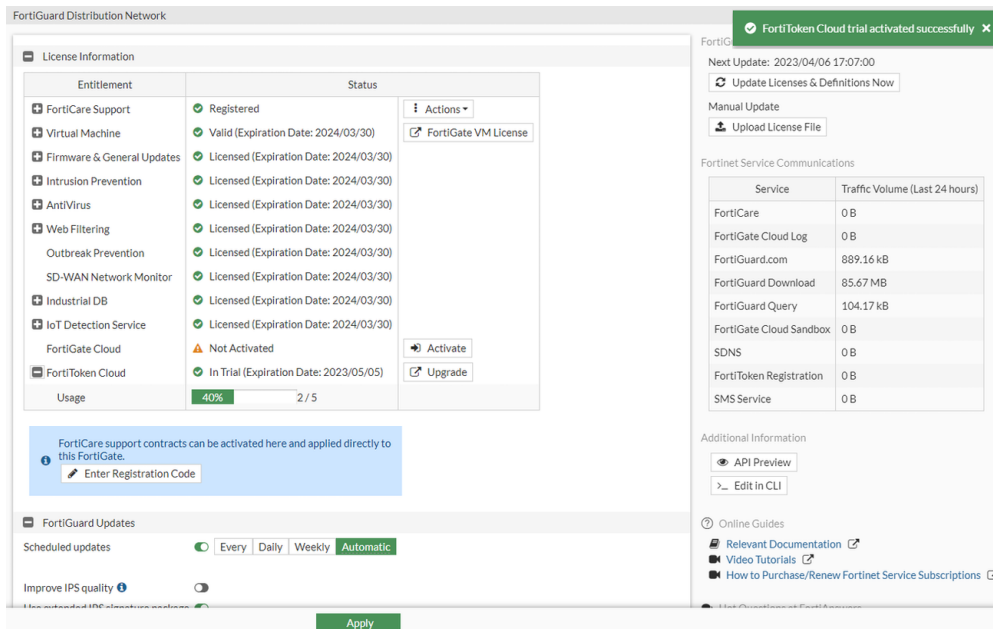 FortiGuard Distribution Network
FortiToken Cloud trial activated successfully
License Information
Entitlement Status
FortiCare Support Registered Actions
Virtual Machine Valid (Expiration Date: 2024/03/30) FortiGate VM License
Firmware & General Updates Licensed (Expiration Date: 2024/03/30)
Intrusion Prevention Licensed (Expiration Date: 2024/03/30)
AntiVirus Licensed (Expiration Date: 2024/03/30)
Web Filtering Licensed (Expiration Date: 2024/03/30)
Outbreak Prevention Licensed (Expiration Date: 2024/03/30)
SD-WAN Network Monitor Licensed (Expiration Date: 2024/03/30)
Industrial DB Licensed (Expiration Date: 2024/03/30)
IoT Detection Service Licensed (Expiration Date: 2024/03/30)
FortiGate Cloud Not Activated Activate
FortiToken Cloud In Trial (Expiration Date: 2023/05/05) Upgrade
Usage 40% 2 / 5
FortiCare support contracts can be activated here and applied directly to
this FortiGate.
Enter Registration Code
FortiGuard Updates
Scheduled updates Every Daily Weekly Automatic
Improve IPS quality
Use extended IPS signature package
Apply
Next Update: 2023/04/06 17:07:00
Update Licenses & Definitions Now
Manual Update
Upload License File
Fortinet Service Communications
Service Traffic Volume (Last 24 hours)
FortiCare 0 B
FortiGate Cloud Log 0 B
FortiGuard.com 889.16 kB
FortiGuard Download 85.67 MB
FortiGuard Query 104.17 kB
FortiGate Cloud Sandbox 0 B
SDNS 0 B
FortiToken Registration 0 B
SMS Service 0 B
Additional Information
API Preview
>_ Edit in CLI
Online Guides
Relevant Documentation
Video Tutorials
How to Purchase/Renew Fortinet Service Subscriptions
Hot Questions at FortiAnswers